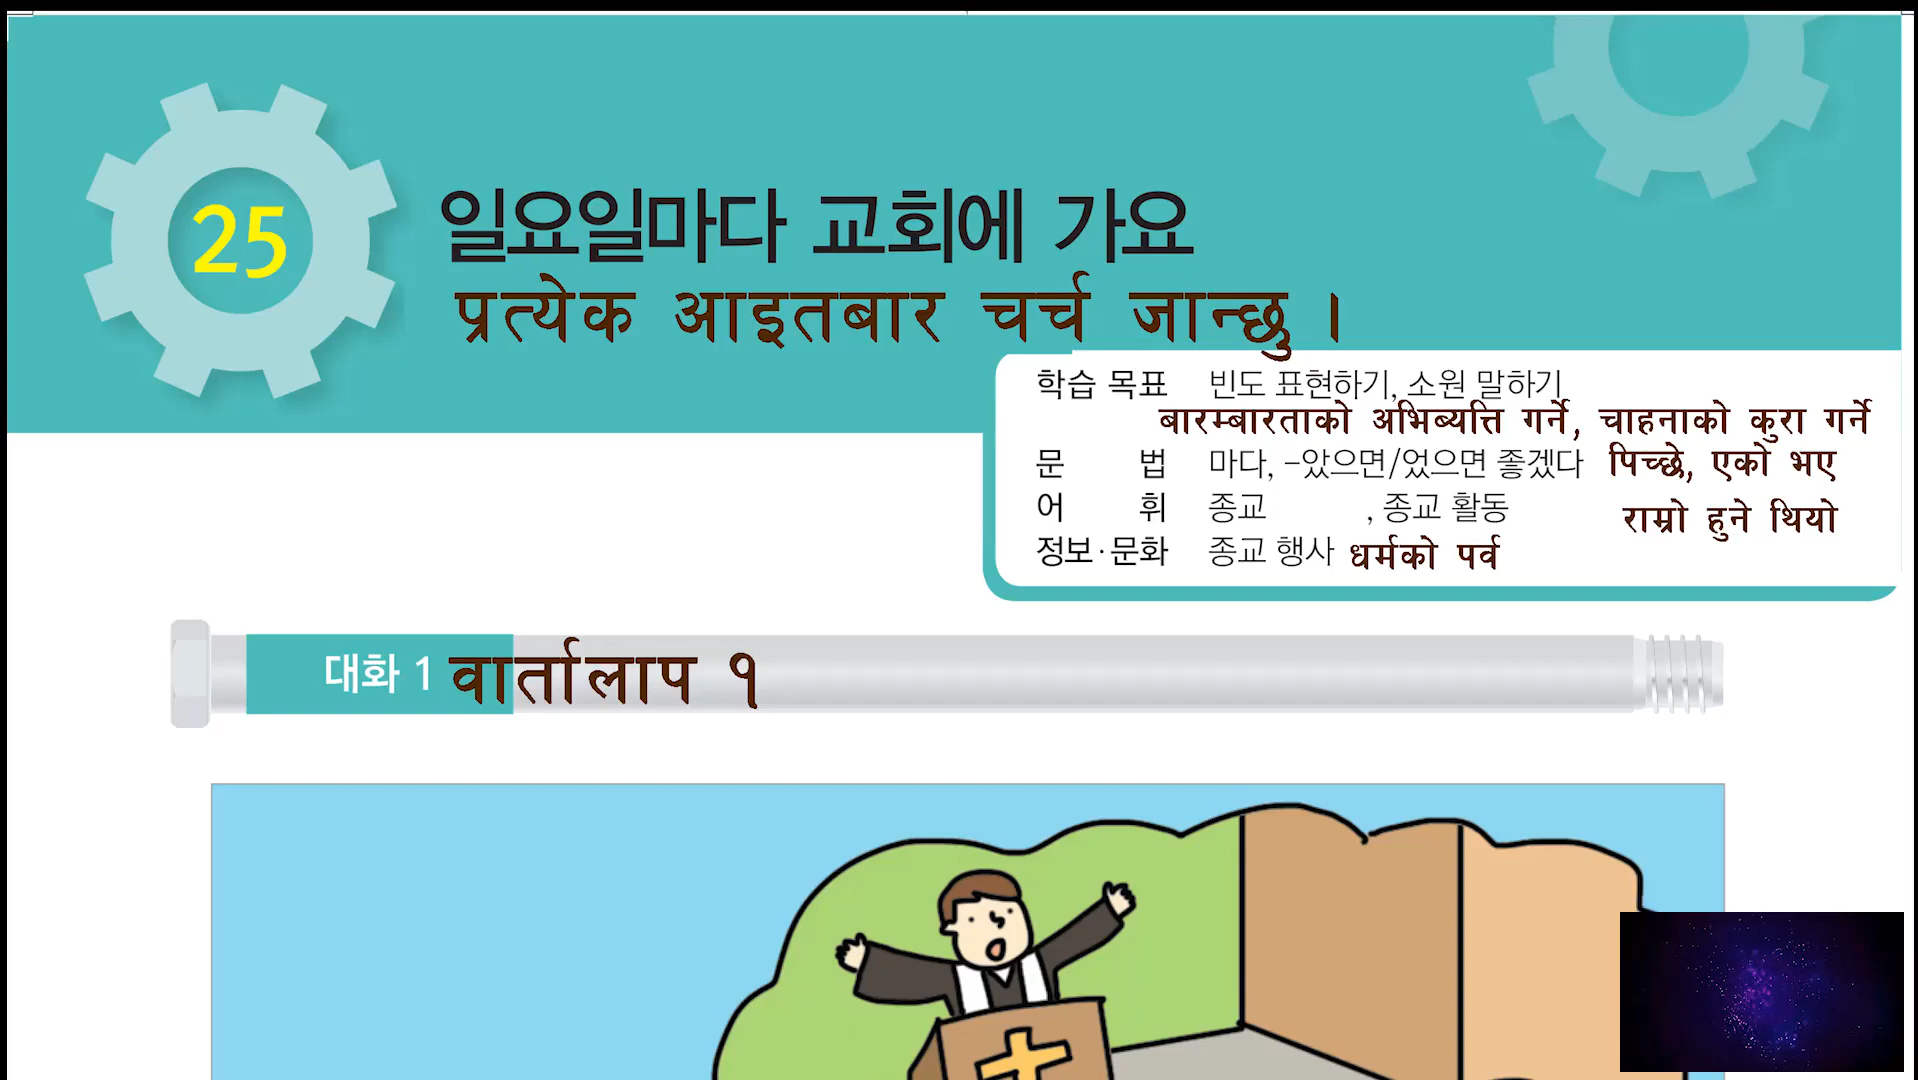 25
일요일마다 교회에 가요
प्रत्येक आइतबार चर्च जान्छु ।
학습 목표 빈도 표현하기, 소원 말하기
बारम्बारताको अभिब्यत्ति गर्ने, चाहनाको कुरा गर्ने
문 법 마다, -았으면/었으면 좋겠다 पिच्छे, एको भए
어 휘 종교 , 종교 활동 राम्रो हुने थियो
정보·문화 종교 행사 धर्मको पर्व
대화 1 वार्तालाप १